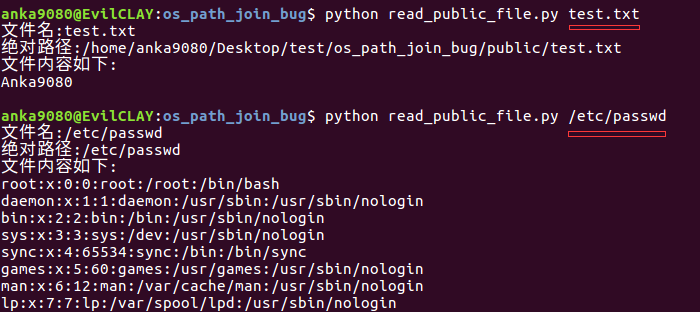 anka9080@EvilCLAY:os_path_join_bug$ python read_public_file.py test.txt
文件名:test.txt
绝对路径:/home/anka9080/Desktop/test/os_path_join_bug/public/test.txt
文件内容如下:
Anka9080
anka9080@EvilCLAY:os_path_join_bug$ python read_public_file.py /etc/passwd
文件名:/etc/passwd
绝对路径:/etc/passwd
文件内容如下:
root:x:0:0:root:/root:/bin/bash
daemon:x:1:1:daemon:/usr/sbin:/usr/sbin/nologin
bin:x:2:2:bin:/bin:/usr/sbin/nologin
sys:x:3:3:sys:/dev:/usr/sbin/nologin
sync:x:4:65534:sync:/bin:/bin/sync
games:x:5:60:games:/usr/games:/usr/sbin/nologin
man:x:6:12:man:/var/cache/man:/usr/sbin/nologin
lp:x:7:7:lp:/var/spool/lpd:/usr/sbin/nologin